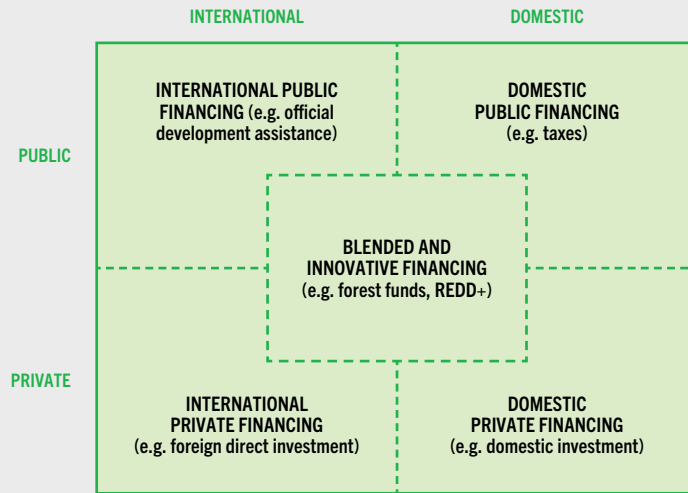 INTERNATIONAL
DOMESTIC
INTERNATIONAL PUBLIC
FINANCING (e.g. official
development assistance)
DOMESTIC
PUBLIC FINANCING
(e.g. taxes)
PUBLIC
BLENDED AND
INNOVATIVE FINANCING
(e.g. forest funds, REDD+)
PRIVATE
INTERNATIONAL
PRIVATE FINANCING
(e.g. foreign direct investment)
DOMESTIC
PRIVATE FINANCING
(e.g. domestic investment)